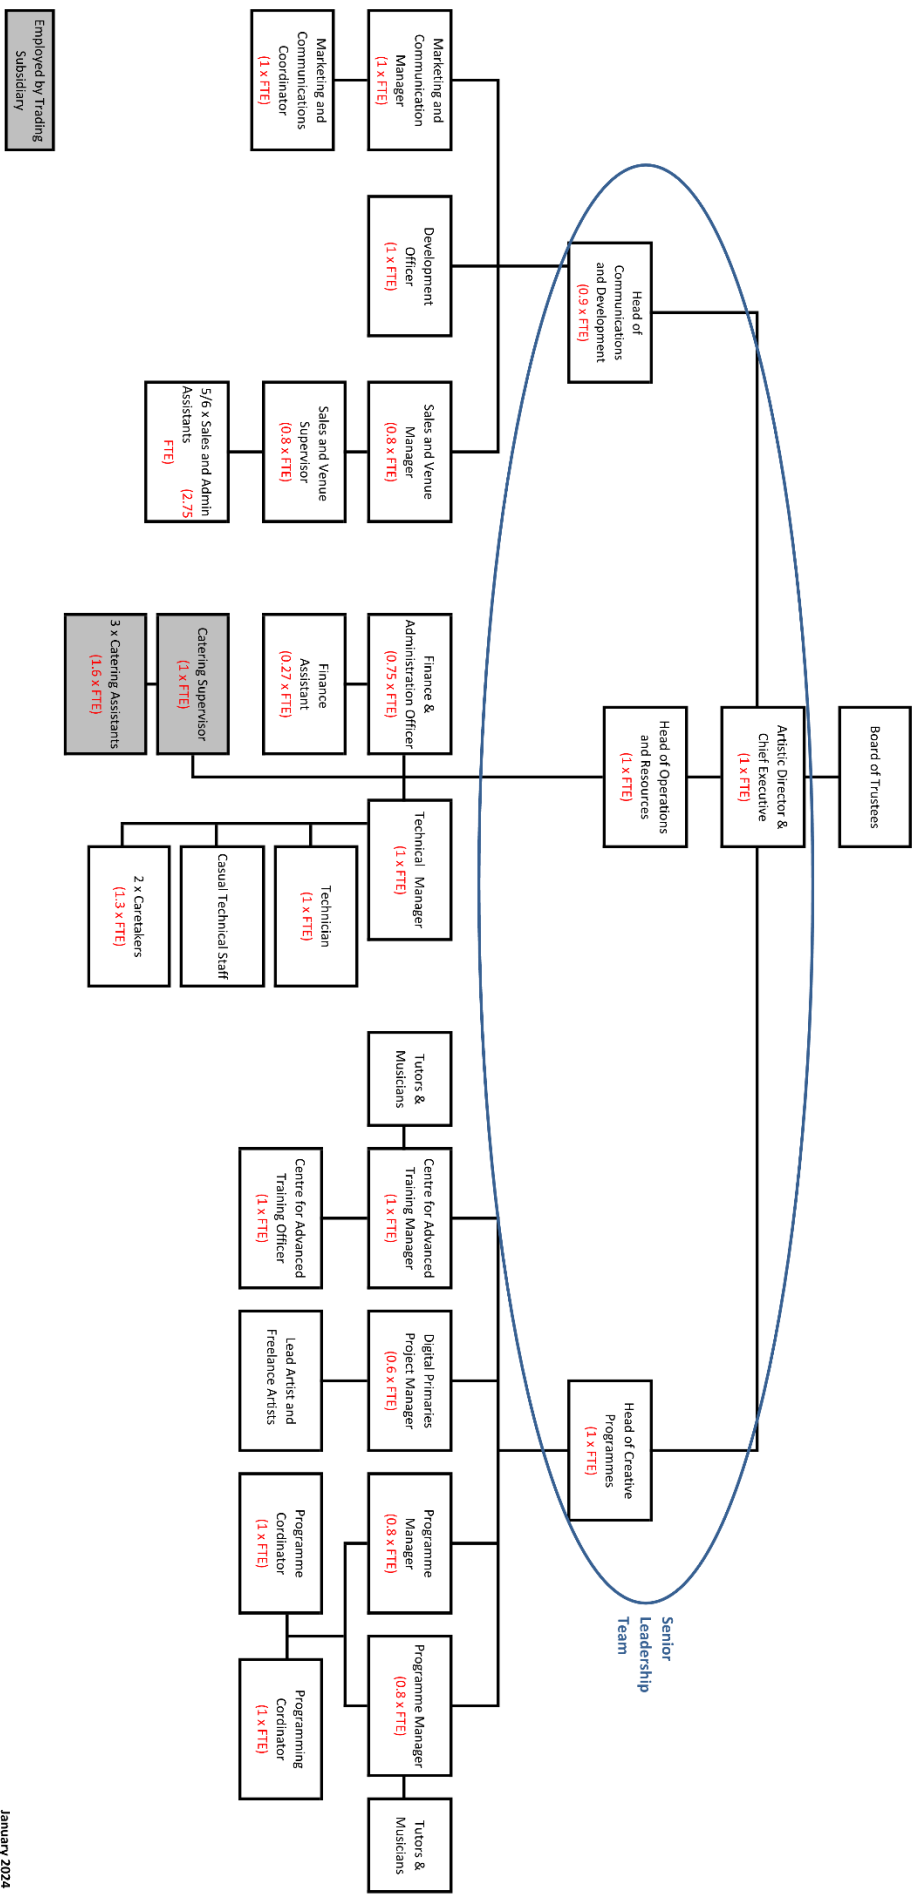 Board of Trustees
Artistic Director &
Chief Executive
(1 x FTE)
Head of
Communications
and Development
(0.9 x FTE)
Head of Operations
and Resources
(1 x FTE)
Head of Creative
Programmes
(1 x FTE)
Senior
Leadership
Team
Marketing and
Communication
Manager
(1 x FTE)
Development
Officer
(1 x FTE)
Sales and Venue
Manager
(0.8 x FTE)
Finance &
Administration Officer
(0.75 x FTE)
Technical Manager
(1 x FTE)
Tutors &
Musicians
Centre for Advanced
Training Manager
(1 x FTE)
Digital Primaries
Project Manager
(0.6 x FTE)
Programme
Manager
(0.8 x FTE)
Programme Manager
(0.8 x FTE)
Tutors &
Musicians
Marketing and
Communications
Coordinator
(1 x FTE)
Sales and Venue
Supervisor
(0.8 x FTE)
Finance
Assistant
(0.27 x FTE)
Technician
(1 x FTE)
Centre for Advanced
Training Officer
(1 x FTE)
Lead Artist and
Freelance Artists
Programme
Cordinator
(1 x FTE)
Programming
Cordinator
(1 x FTE)
5/6 x Sales and Admin
Assistants (2.75
FTE)
Catering Supervisor
(1 x FTE)
Casual Technical Staff
3 x Catering Assistants
(1.6 x FTE)
2 x Caretakers
(1.3 x FTE)
Employed by Trading
Subsidiary
January 2024